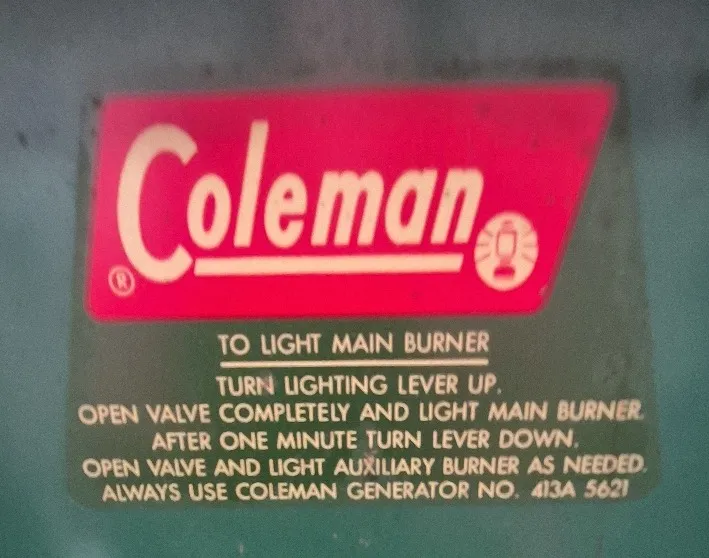 Coleman
®
TO LIGHT MAIN BURNER
TURN LIGHTING LEVER UP.
OPEN VALVE COMPLETELY AND LIGHT MAIN BURNER.
AFTER ONE MINUTE TURN LEVER DOWN.
OPEN VALVE AND LIGHT AUXILIARY BURNER AS NEEDED.
ALWAYS USE COLEMAN GENERATOR NO. 413A 5621